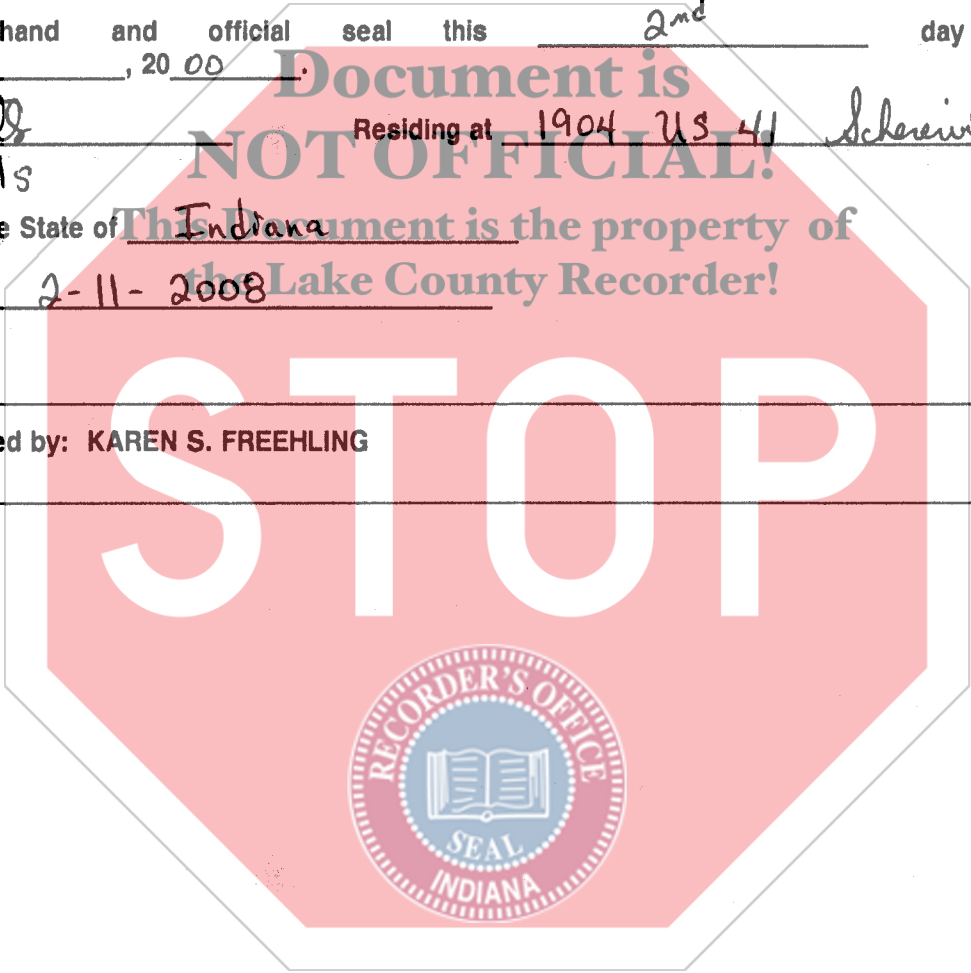 hand and official seal this 2nd day
, 20 00 .
Document is
Residing at 1904 US 41
NOT OFFICIAL!
s
e State of Indiana
This Document is the property of
2-11-2008
the Lake County Recorder!
STOP
ed by: KAREN S. FREEHLING
RECORDER'S OFFICE
SEAL
INDIANA